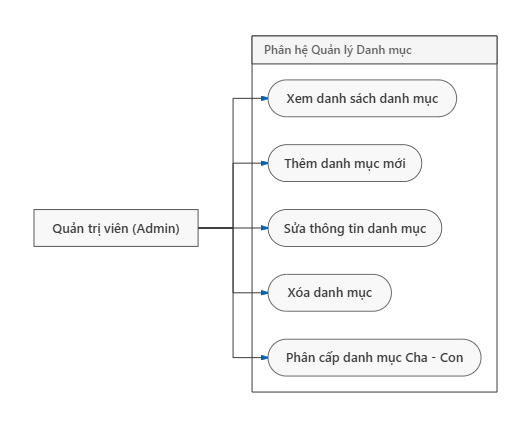 Phân hệ Quản lý Danh mục
Xem danh sách danh mục
Thêm danh mục mới
Quản trị viên (Admin)
Sửa thông tin danh mục
Xóa danh mục
Phân cấp danh mục Cha - Con